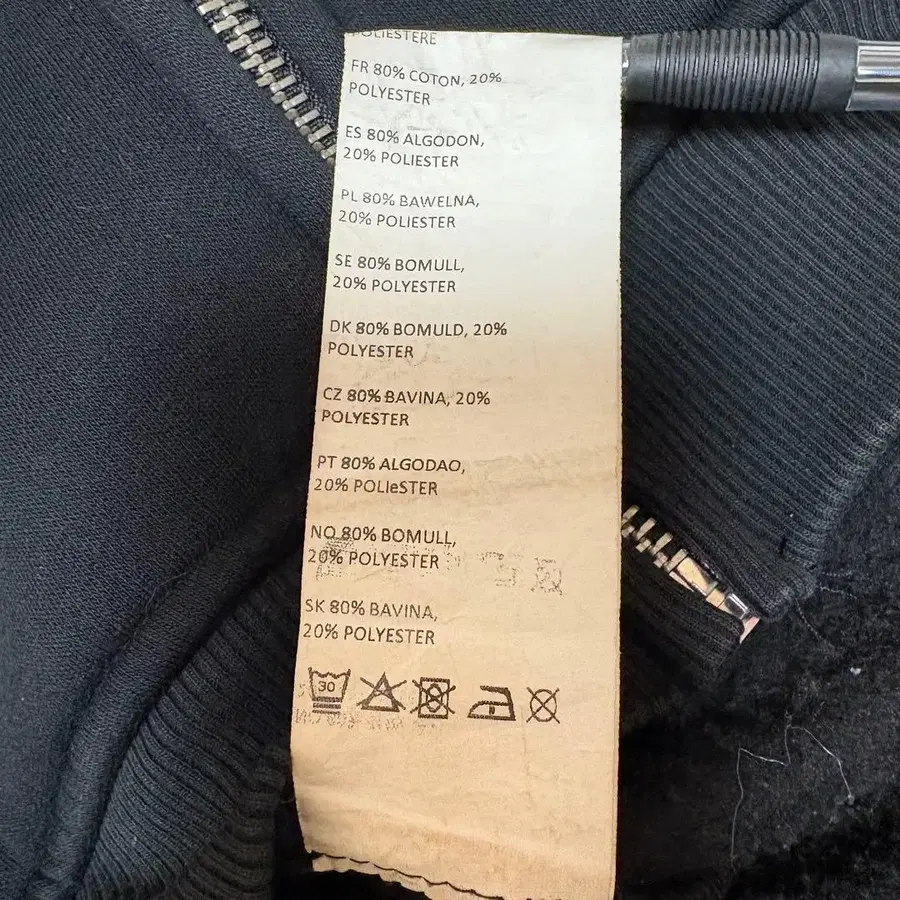 POLIESTERE
FR 80% COTON, 20%
POLYESTER
ES 80% ALGODON,
20% POLIESTER
PL 80% BAWELNA,
20% POLIESTER
SE 80% BOMULL,
20% POLYESTER
DK 80% BOMULD, 20%
POLYESTER
CZ 80% BAVINA, 20%
POLYESTER
PT 80% ALGODAO,
20% POLIeSTER
NO 80% BOMULL,
20% POLYESTER
SK 80% BAVINA,
20% POLYESTER
30